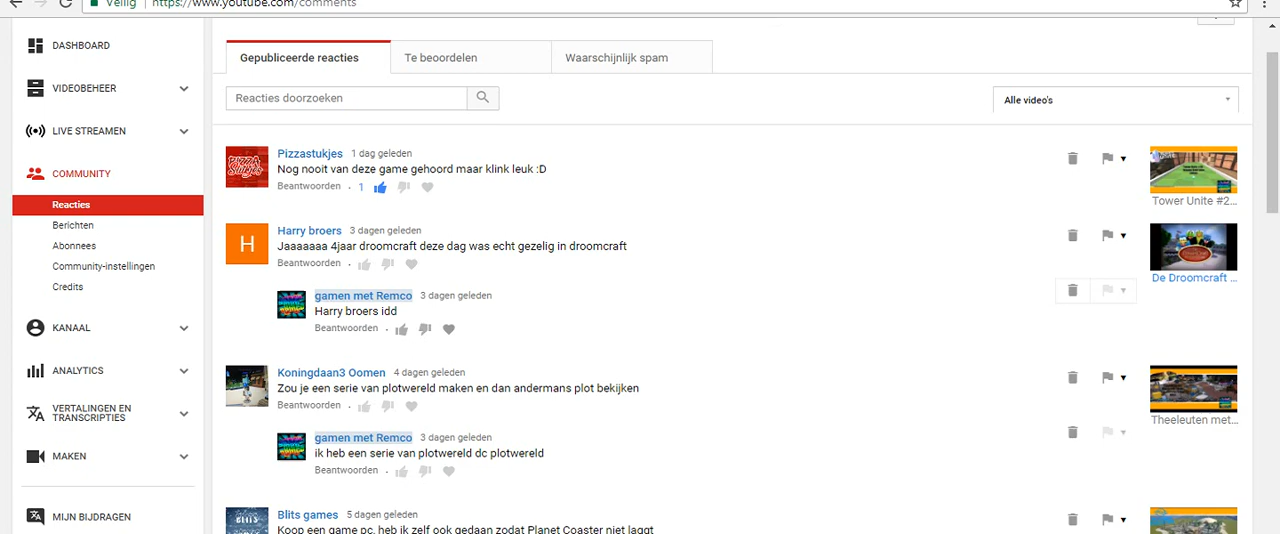 Veilig https://www.youtube.com/comments
DASHBOARD
VIDEOBEHEER
LIVE STREAMEN
COMMUNITY
Reacties
Berichten
Abonnees
Community-instellingen
Credits
KANAAL
ANALYTICS
VERTALINGEN EN
TRANSCRIPTIES
MAKEN
MIJN BIJDRAGEN
Gepubliceerde reacties Te beoordelen Waarschijnlijk spam
Reacties doorzoeken Alle video's
Pizzastukjes 1 dag geleden
Nog nooit van deze game gehoord maar klink leuk :D
Beantwoorden · 1
Tower Unite #2...
Harry broers 3 dagen geleden
Jaaaaaaa 4jaar droomcraft deze dag was echt gezelig in droomcraft
Beantwoorden ·
De Droomcraft ...
gamen met Remco 3 dagen geleden
Harry broers idd
Beantwoorden ·
Koningdaan3 Oomen 4 dagen geleden
Zou je een serie van plotwereld maken en dan andermans plot bekijken
Beantwoorden ·
Theeleuten met...
gamen met Remco 3 dagen geleden
ik heb een serie van plotwereld dc plotwereld
Beantwoorden ·
Blits games 5 dagen geleden
Koop een game pc, heb ik zelf ook gedaan zodat Planet Coaster niet laggt